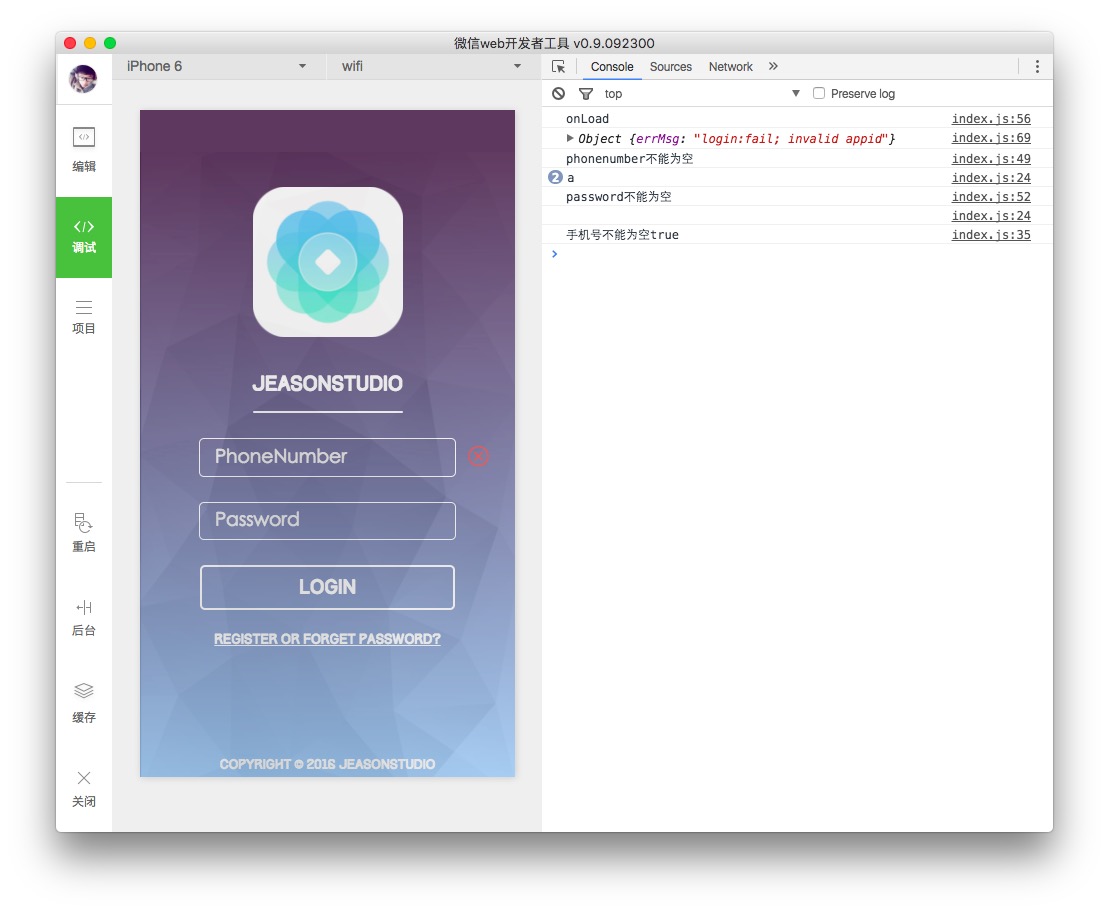 微信web开发者工具 v0.9.092300
iPhone 6
wifi
编辑
调试
项目
重启
后台
缓存
关闭
JEASONSTUDIO
PhoneNumber
Password
LOGIN
REGISTER OR FORGET PASSWORD?
COPYRIGHT © 2016 JEASONSTUDIO
Console Sources Network
top Preserve log
onLoad index.js:56
Object {errMsg: "login:fail; invalid appid"} index.js:69
phonenumber不能为空 index.js:49
2 a index.js:24
password不能为空 index.js:52
index.js:24
手机号不能为空true index.js:35